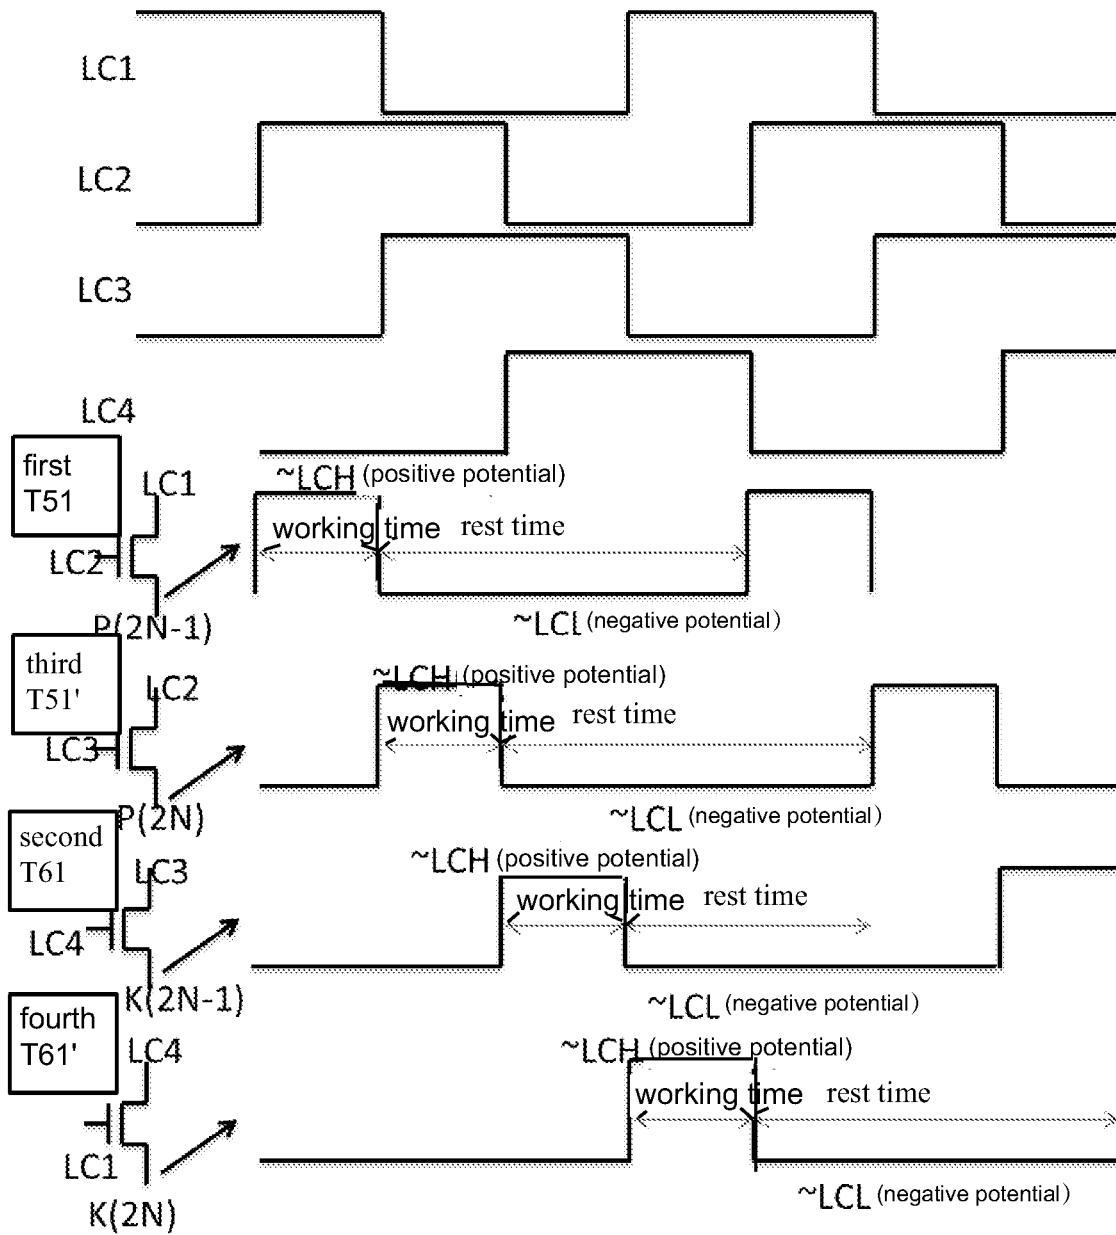 LC1
LC2
LC3
LC4
first
T51
LC1
LC2
P(2N-1)
~LCH (positive potential)
working time rest time
~LCL (negative potential)
third
T51'
LC2
LC3
P(2N)
~LCH (positive potential)
working time rest time
~LCL (negative potential)
second
T61
LC3
LC4
K(2N-1)
~LCH (positive potential)
working time rest time
~LCL (negative potential)
fourth
T61'
LC4
LC1
K(2N)
~LCH (positive potential)
working time rest time
~LCL (negative potential)